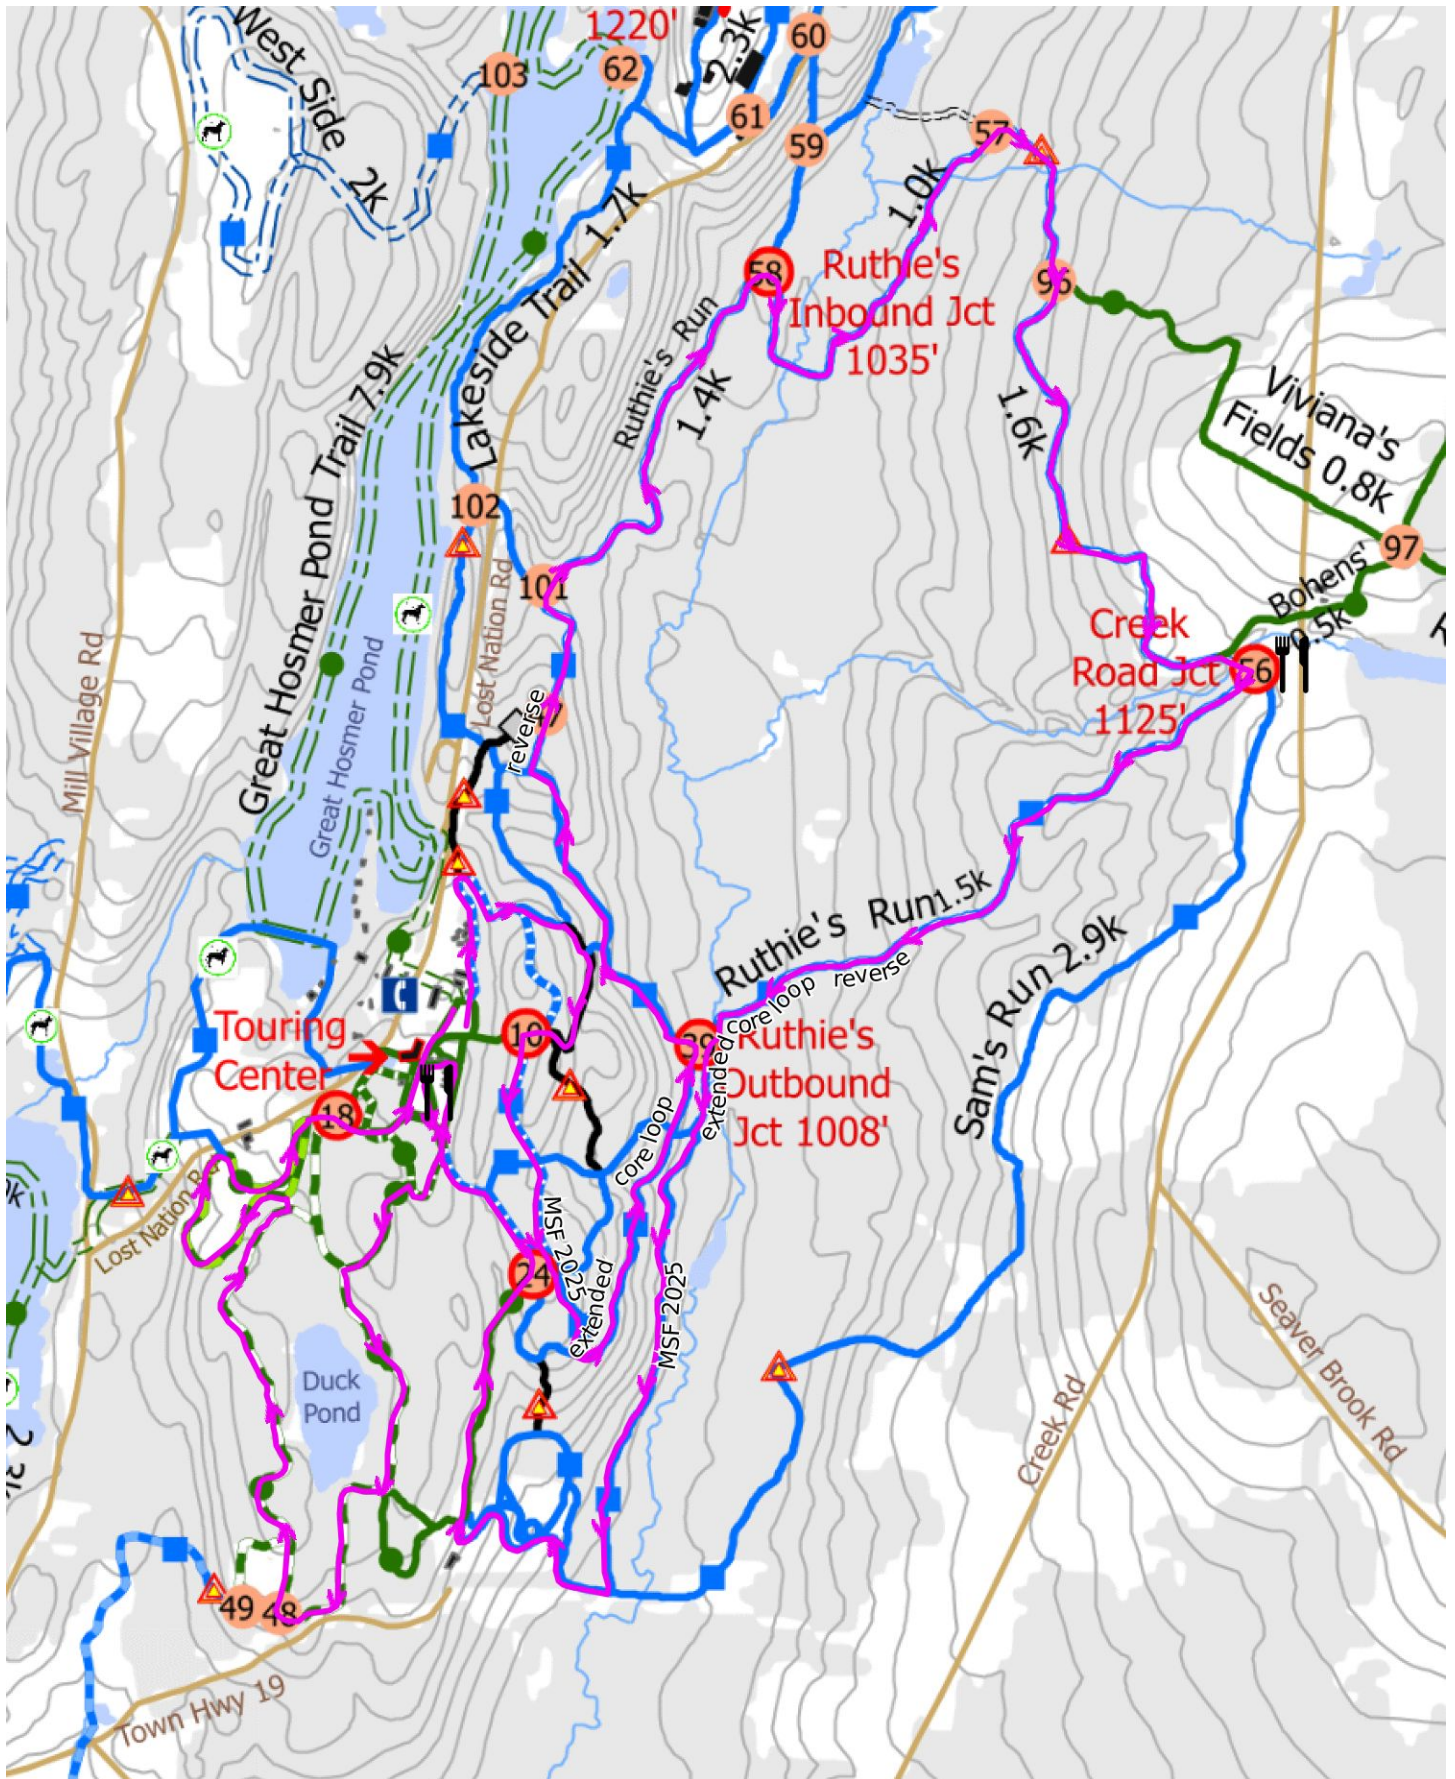 1220'
62
103
60
61
59
57
2.3k
West Side
2k
1.7k
Lakeside Trail
Great Hosmer Pond Trail 7.9k
Great Hosmer Pond
58
Ruthie's
Inbound Jct
1035'
1.0k
96
Ruthie's Run
1.4k
1.6k
Viviana's
Fields 0.8k
97
102
101
Lost Nation Rd
Mill Village Rd
Bohens'
0.5k
Creek
Road Jct
1125'
56
reverse
Ruthie's Run
1.5k
core loop reverse
extended
Sam's Run 2.9k
Touring
Center
10
39
Ruthie's
Outbound
Jct 1008'
18
core loop
Lost Nation Rd
MSF 2025
24
extended
MSF 2025
Duck
Pond
2.3k
Creek Rd
Seaver Brook Rd
49
48
Town Hwy 19